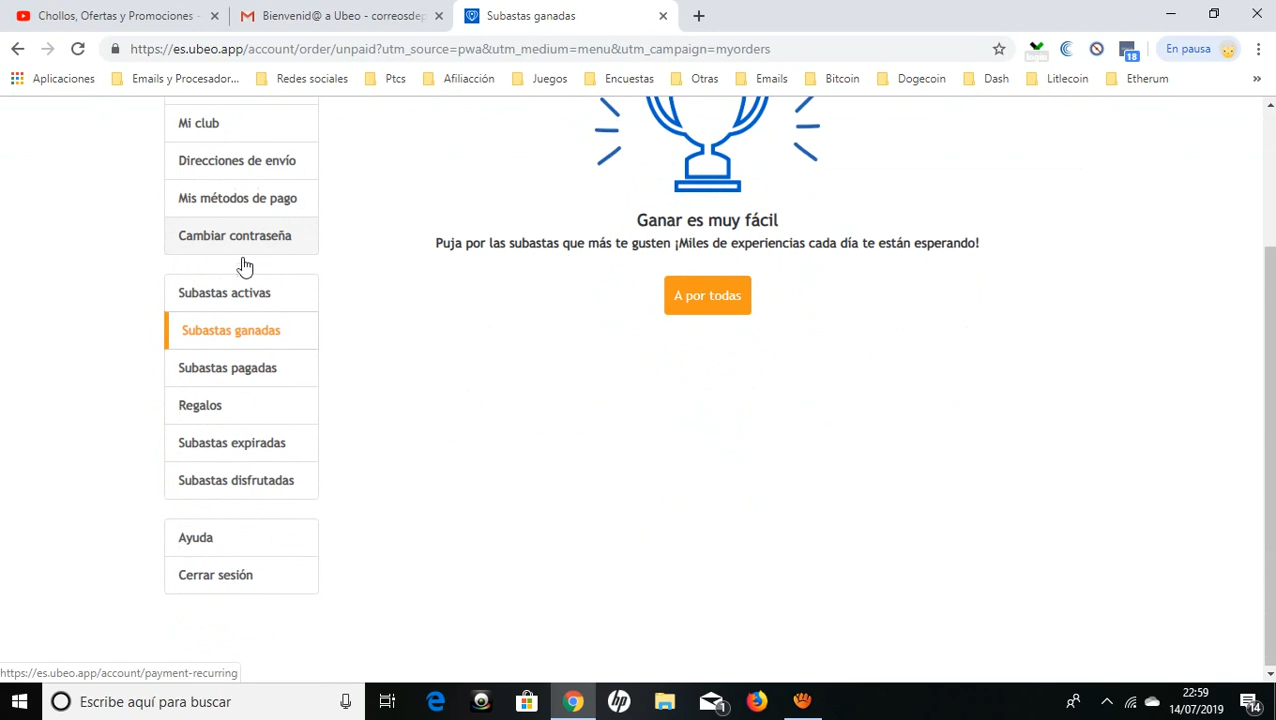 Chollos, Ofertas y Promociones
Bienvenid@ a Ubeo - correosdep
Subastas ganadas
https://es.ubeo.app/account/order/unpaid?utm_source=pwa&utm_medium=menu&utm_campaign=myorders
18
En pausa
Aplicaciones
Emails y Procesador...
Redes sociales
Ptcs
Afiliacción
Juegos
Encuestas
Otras
Emails
Bitcoin
Dogecoin
Dash
Litlecoin
Etherum
»
Mi club
Direcciones de envío
Mis métodos de pago
Cambiar contraseña
Subastas activas
Subastas ganadas
Subastas pagadas
Regalos
Subastas expiradas
Subastas disfrutadas
Ayuda
Cerrar sesión
Ganar es muy fácil
Puja por las subastas que más te gusten ¡Miles de experiencias cada día te están esperando!
A por todas
https://es.ubeo.app/account/payment-recurring
Escribe aquí para buscar
hp
1
22:59
14/07/2019
14